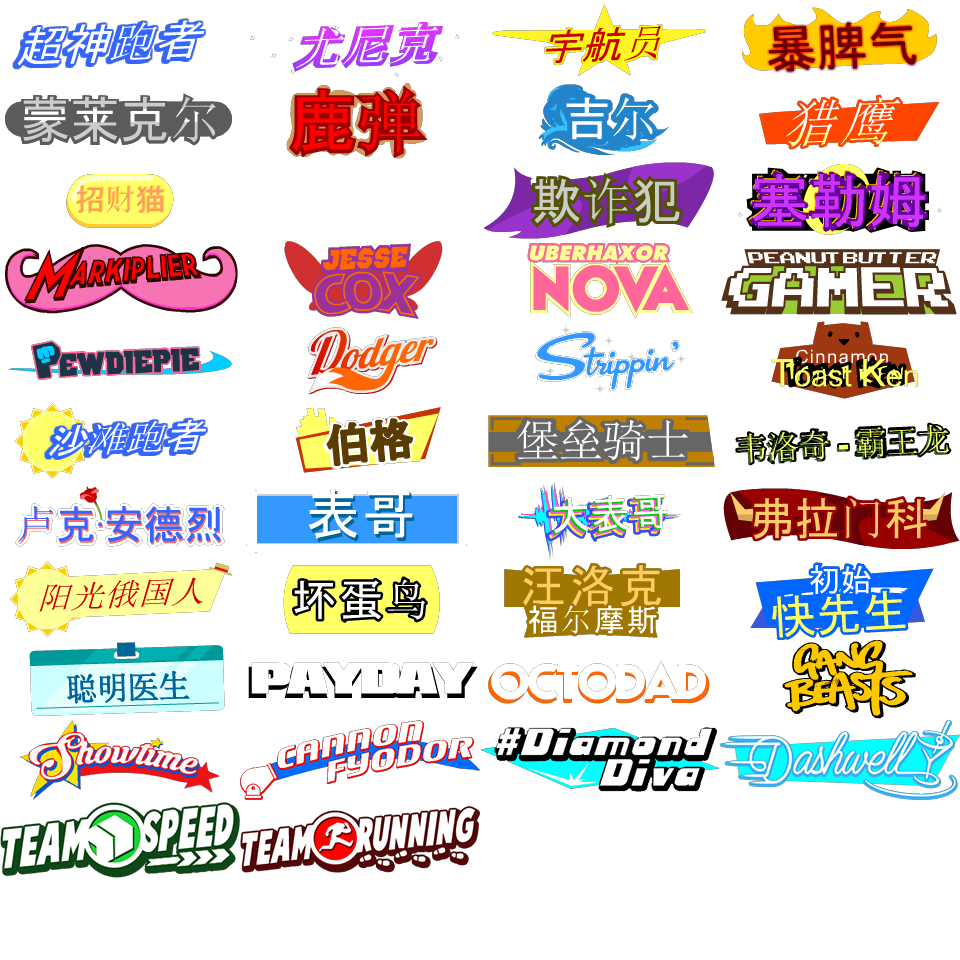 超神跑者
尤尼克
宇航员
暴脾气
蒙莱克尔
鹿弹
吉尔
猎鹰
招财猫
欺诈犯
塞勒姆
MARKIPLIER
JESSE
COX
UBERHAXOR
NOVA
PEANUT BUTTER
GAMER
PEWDIEPIE
Dodger
Strippin'
Cinnamon
Toast Ken
沙滩跑者
伯格
堡垒骑士
韦洛奇-霸王龙
卢克·安德烈
表哥
大表哥
弗拉门科
阳光俄国人
坏蛋鸟
汪洛克
福尔摩斯
初始
快先生
聪明医生
PAYDAY
OCTODAD
GANG
BEASTS
Showtime
CANNON
FYODOR
#Diamond
Diva
Dashwell
TEAM SPEED
TEAM RUNNING